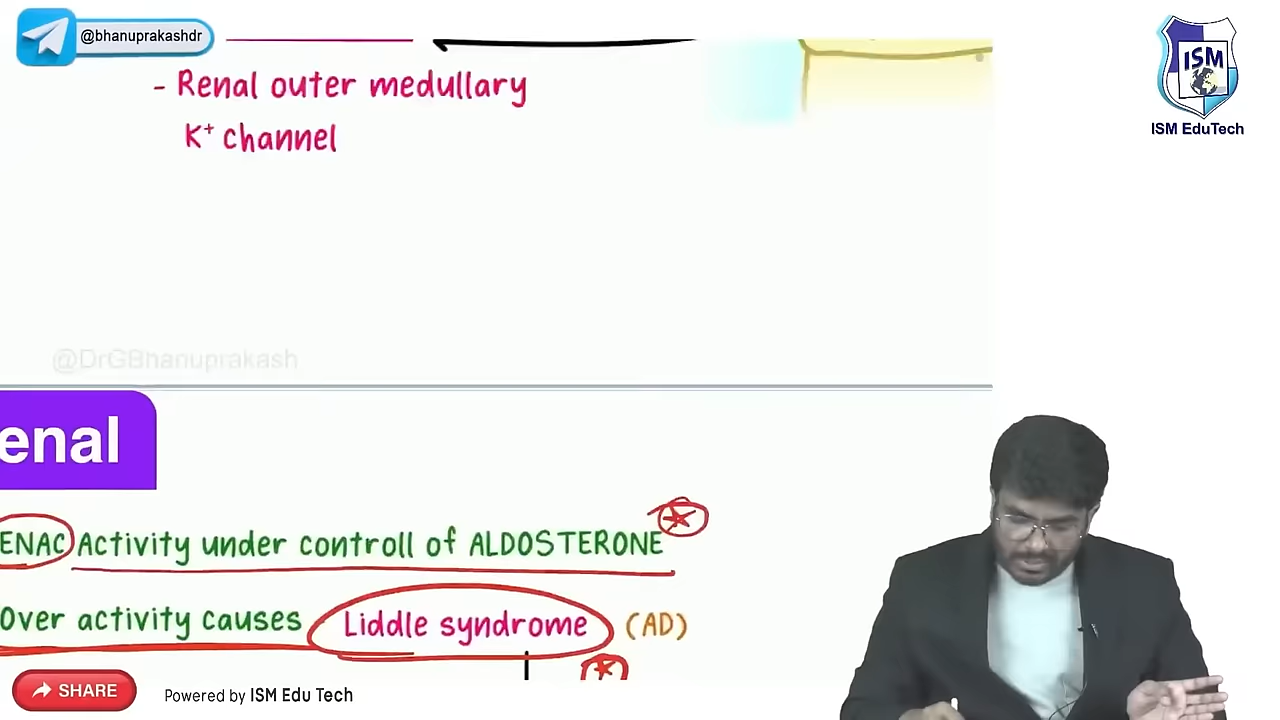 @bhanuprakashdr
ISM
ISM EduTech
- Renal outer medullary
K+ channel
@DrGBhanuprakash
enal
ENAC Activity under controll of ALDOSTERONE
Over activity causes Liddle syndrome (AD)
SHARE
Powered by ISM Edu Tech